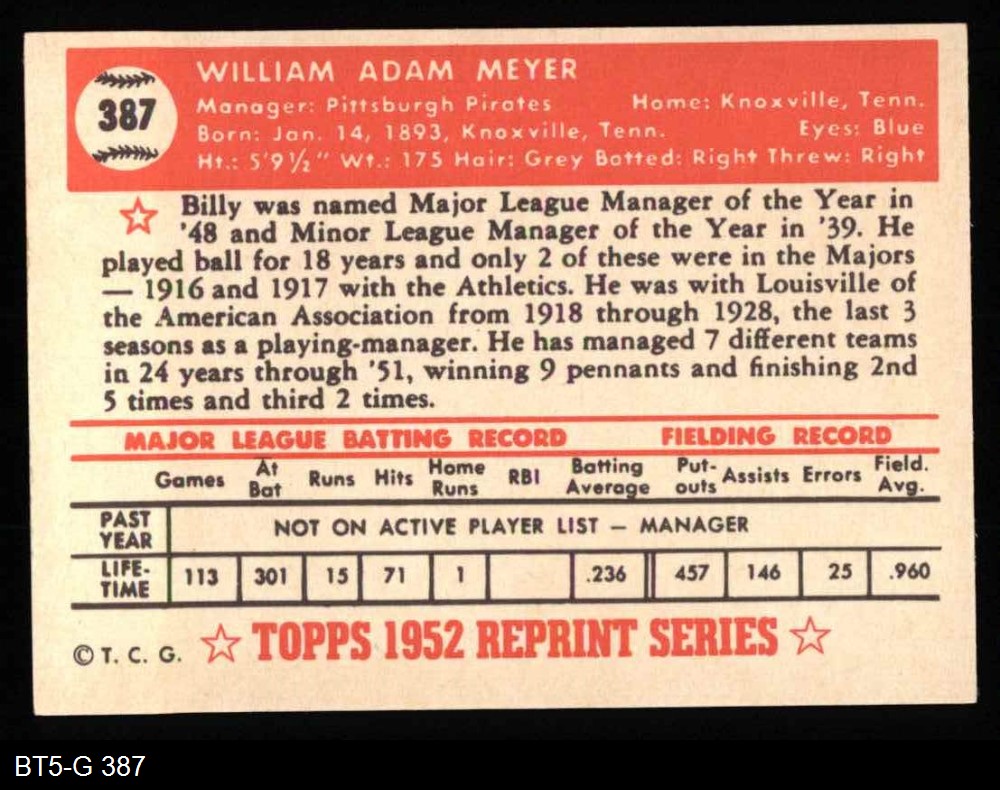 387
WILLIAM ADAM MEYER
Manager: Pittsburgh Pirates Home: Knoxville, Tenn.
Born: Jan. 14, 1893, Knoxville, Tenn. Eyes: Blue
Ht.: 5'9½" Wt.: 175 Hair: Grey Batted: Right Threw: Right
Billy was named Major League Manager of the Year in
'48 and Minor League Manager of the Year in '39. He
played ball for 18 years and only 2 of these were in the Majors
— 1916 and 1917 with the Athletics. He was with Louisville of
the American Association from 1918 through 1928, the last 3
seasons as a playing-manager. He has managed 7 different teams
in 24 years through '51, winning 9 pennants and finishing 2nd
5 times and third 2 times.
MAJOR LEAGUE BATTING RECORD FIELDING RECORD
Games At Bat Runs Hits Home Runs RBI Batting Average Put-outs Assists Errors Field. Avg.
PAST YEAR NOT ON ACTIVE PLAYER LIST — MANAGER
LIFE-TIME 113 301 15 71 1 .236 457 146 25 .960
© T. C. G. ☆ TOPPS 1952 REPRINT SERIES ☆
BT5-G 387